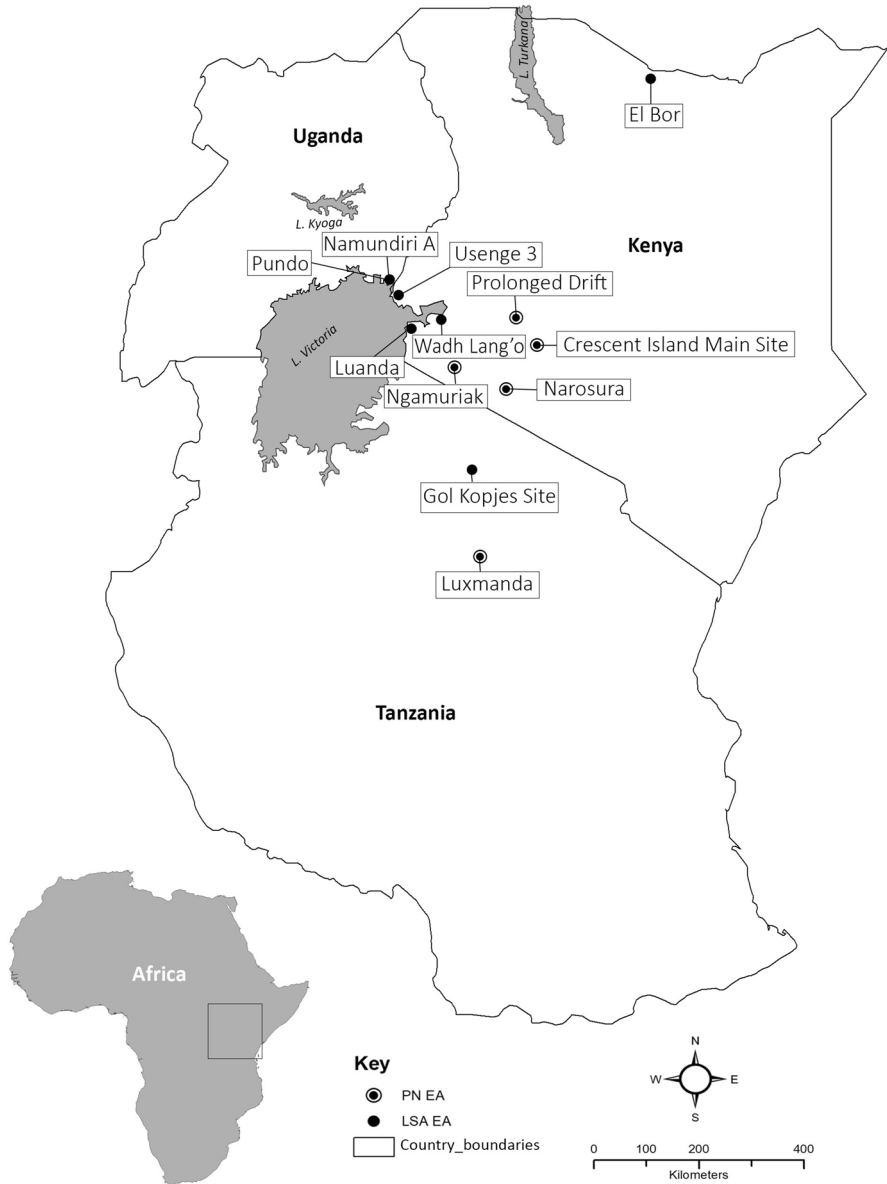 L. Turkana
El Bor
Uganda
L. Kyoga
Kenya
Namundiri A
Usenge 3
Pundo
Prolonged Drift
L. Victoria
Wadh Lang’o
Crescent Island Main Site
Luanda
Ngamuriak
Narosura
Gol Kopjes Site
Luxmanda
Tanzania
Africa
Key
PN EA
LSA EA
Country_boundaries
N
W
E
S
0 100 200 400
Kilometers